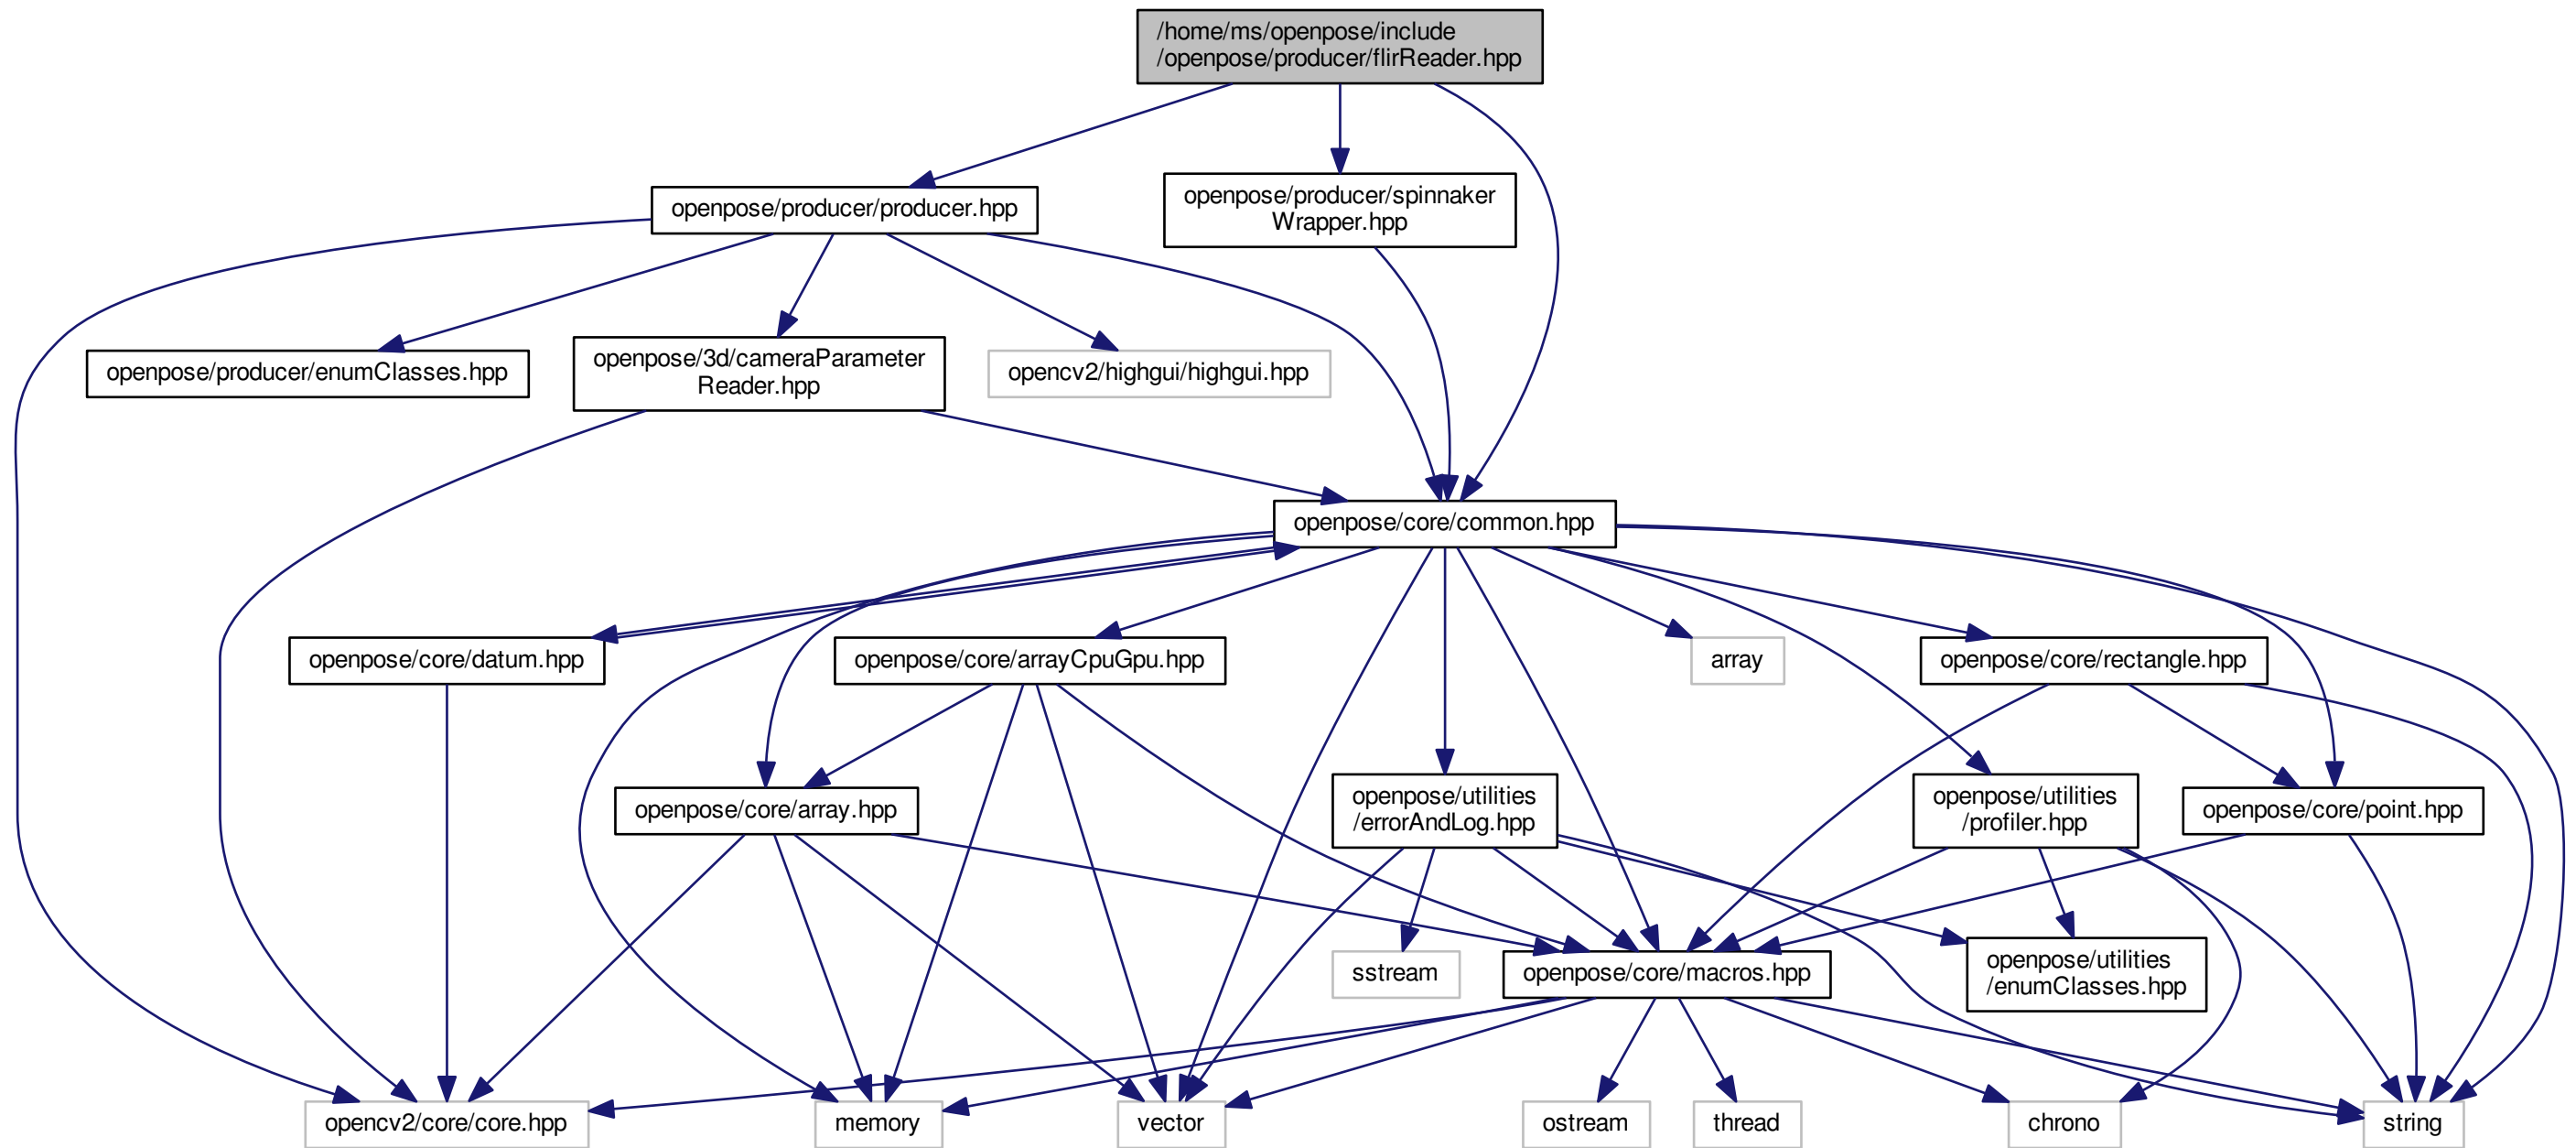 /home/ms/openpose/include
/openpose/producer/flirReader.hpp
openpose/producer/producer.hpp
openpose/producer/spinnaker
Wrapper.hpp
openpose/producer/enumClasses.hpp
openpose/3d/cameraParameter
Reader.hpp
opencv2/highgui/highgui.hpp
openpose/core/common.hpp
openpose/core/datum.hpp
openpose/core/arrayCpuGpu.hpp
array
openpose/core/rectangle.hpp
openpose/core/array.hpp
openpose/utilities
/errorAndLog.hpp
openpose/utilities
/profiler.hpp
openpose/core/point.hpp
sstream
openpose/core/macros.hpp
openpose/utilities
/enumClasses.hpp
opencv2/core/core.hpp
memory
vector
ostream
thread
chrono
string